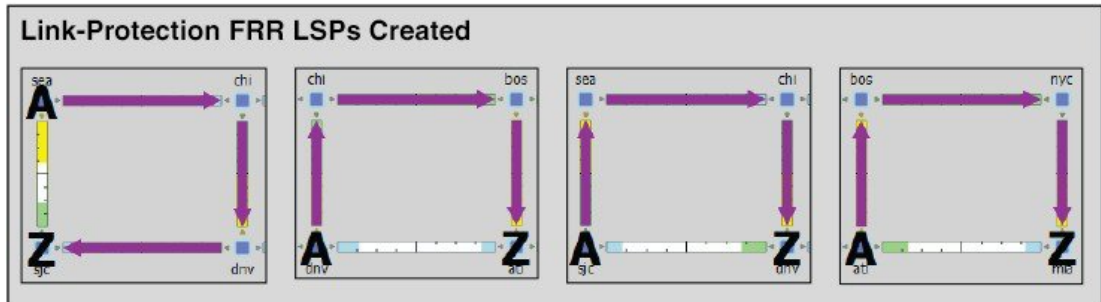 Link-Protection FRR LSPs Created
sea chi chi bos sea chi bos nyc
A
Z Z Z Z
A A A
sjc dnv dnv atl sjc dnv atl mia